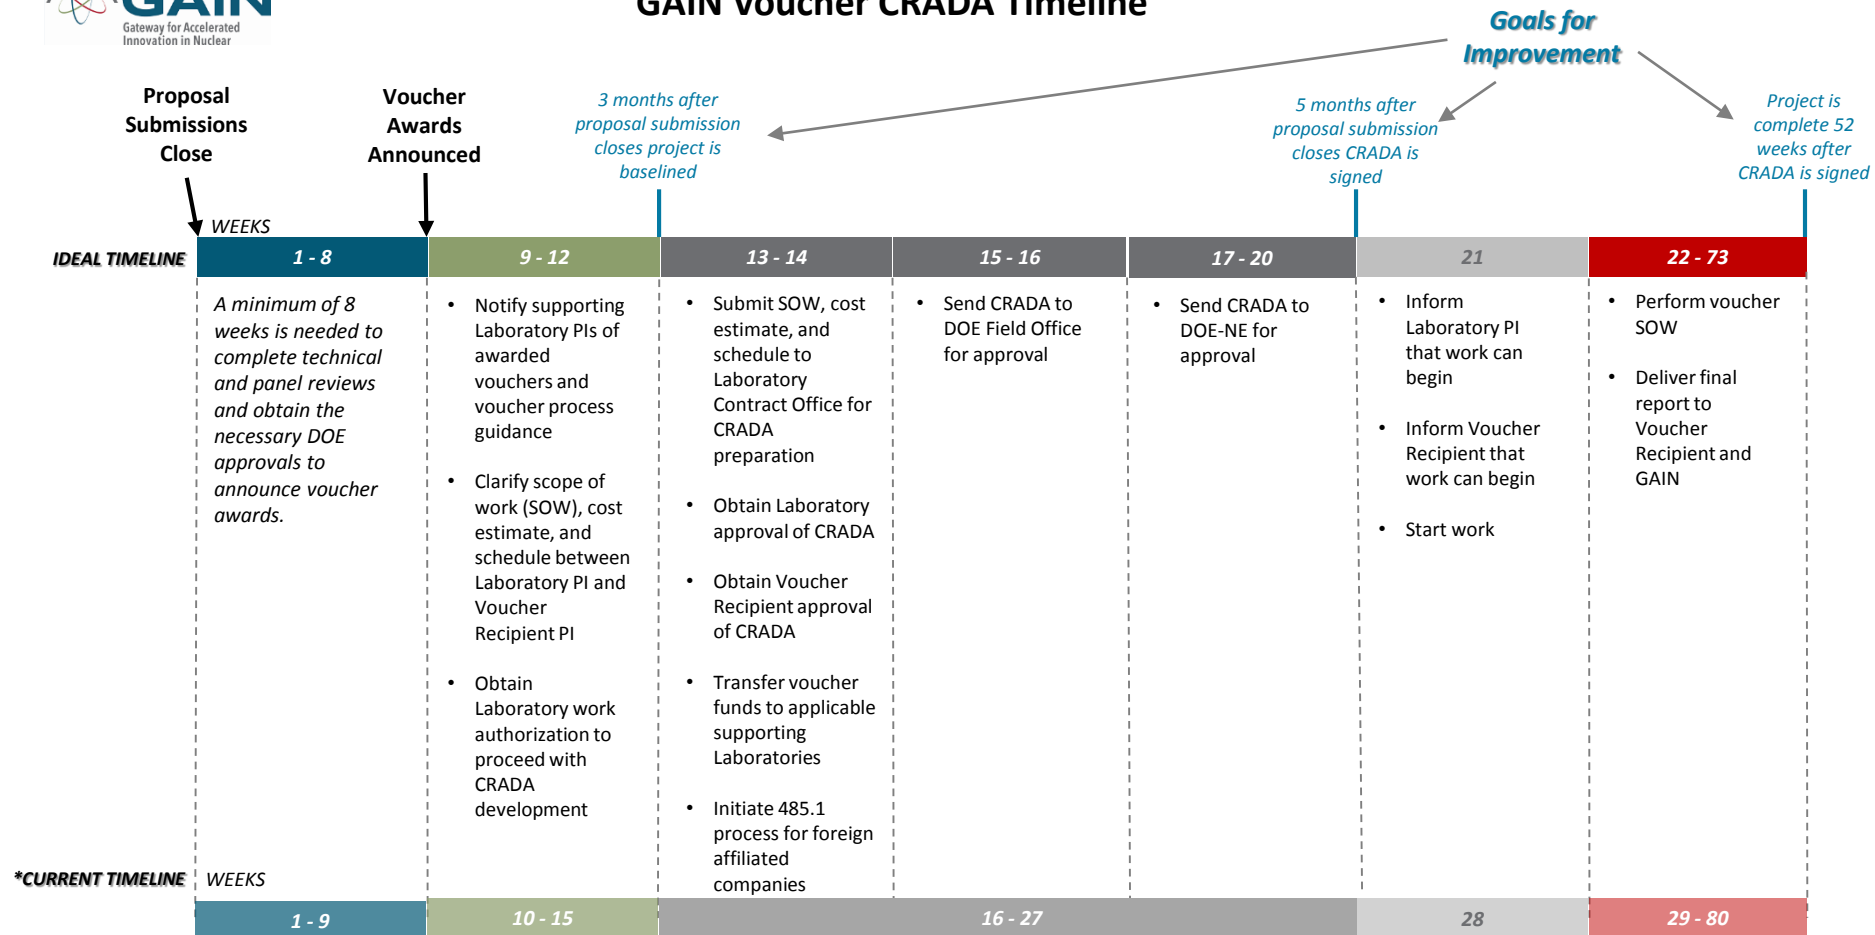 GAIN
Gateway for Accelerated
Innovation in Nuclear
GAIN Voucher CRADA Timeline
Goals for
Improvement
Proposal
Submissions
Close
Voucher
Awards
Announced
3 months after
proposal submission
closes project is
baselined
5 months after
proposal submission
closes CRADA is
signed
Project is
complete 52
weeks after
CRADA is signed
WEEKS
IDEAL TIMELINE
1 - 8
9 - 12
13 - 14
15 - 16
17 - 20
21
22 - 73
A minimum of 8
weeks is needed to
complete technical
and panel reviews
and obtain the
necessary DOE
approvals to
announce voucher
awards.
• Notify supporting
Laboratory PIs of
awarded
vouchers and
voucher process
guidance
• Clarify scope of
work (SOW), cost
estimate, and
schedule between
Laboratory PI and
Voucher
Recipient PI
• Obtain
Laboratory work
authorization to
proceed with
CRADA
development
• Submit SOW, cost
estimate, and
schedule to
Laboratory
Contract Office for
CRADA
preparation
• Obtain Laboratory
approval of CRADA
• Obtain Voucher
Recipient approval
of CRADA
• Transfer voucher
funds to applicable
supporting
Laboratories
• Initiate 485.1
process for foreign
affiliated
companies
• Send CRADA to
DOE Field Office
for approval
• Send CRADA to
DOE-NE for
approval
• Inform
Laboratory PI
that work can
begin
• Inform Voucher
Recipient that
work can begin
• Start work
• Perform voucher
SOW
• Deliver final
report to
Voucher
Recipient and
GAIN
*CURRENT TIMELINE
WEEKS
1 - 9
10 - 15
16 - 27
28
29 - 80